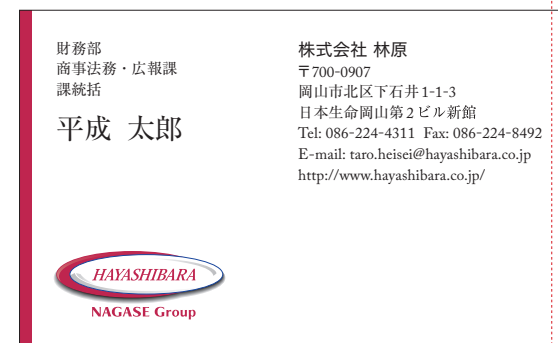 財務部
商事法務・広報課
課統括
平成 太郎
株式会社 林原
〒700-0907
岡山市北区下石井1-1-3
日本生命岡山第2ビル新館
Tel: 086-224-4311 Fax: 086-224-8492
E-mail: taro.heisei@hayashibara.co.jp
http://www.hayashibara.co.jp/
HAYASHIBARA
NAGASE Group